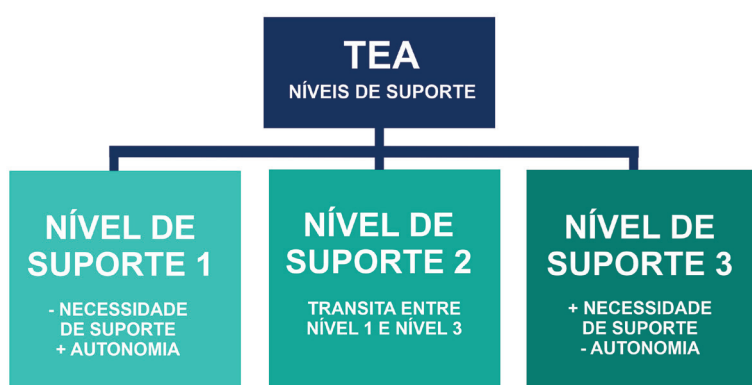 TEA
NÍVEIS DE SUPORTE
NÍVEL DE
SUPORTE 1
- NECESSIDADE
DE SUPORTE
+ AUTONOMIA
NÍVEL DE
SUPORTE 2
TRANSITA ENTRE
NÍVEL 1 E NÍVEL 3
NÍVEL DE
SUPORTE 3
+ NECESSIDADE
DE SUPORTE
- AUTONOMIA